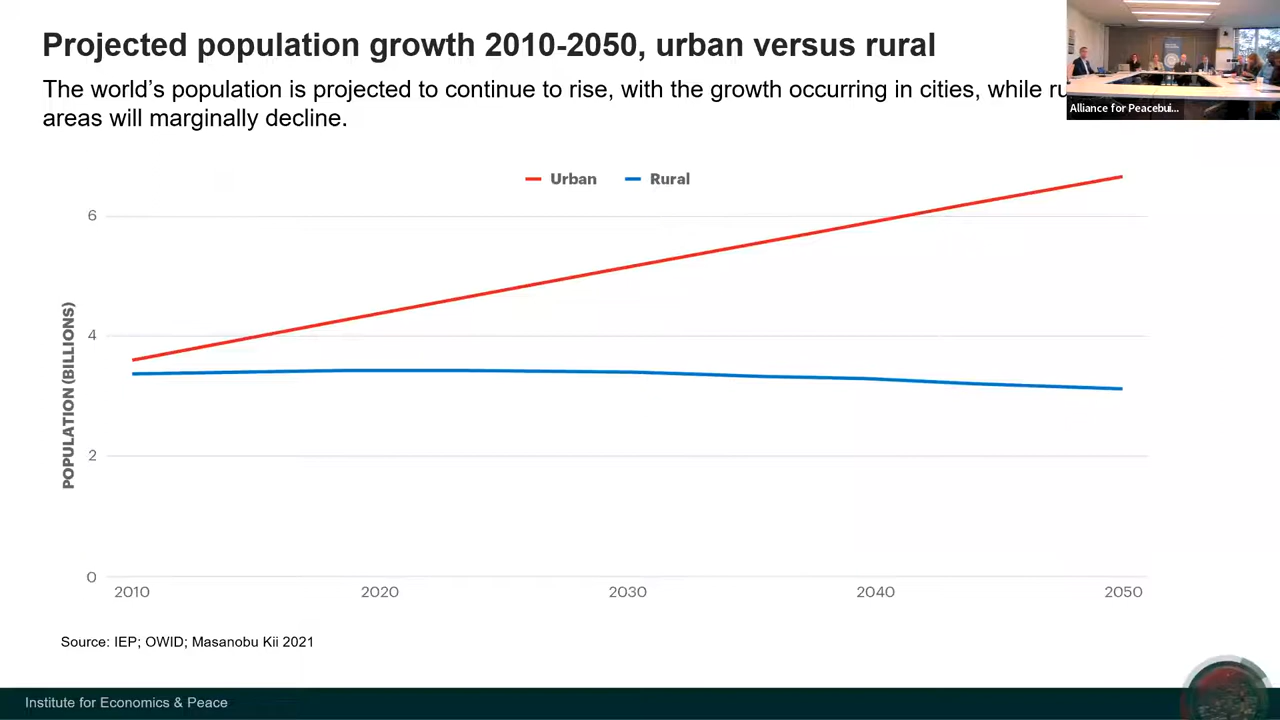 Projected population growth 2010-2050, urban versus rural
The world's population is projected to continue to rise, with the growth occurring in cities, while
areas will marginally decline.
Alliance for Peacebui...
Urban
Rural
6
4
2
0
POPULATION (BILLIONS)
2010
2020
2030
2040
2050
Source: IEP; OWID; Masanobu Kii 2021
Institute for Economics & Peace